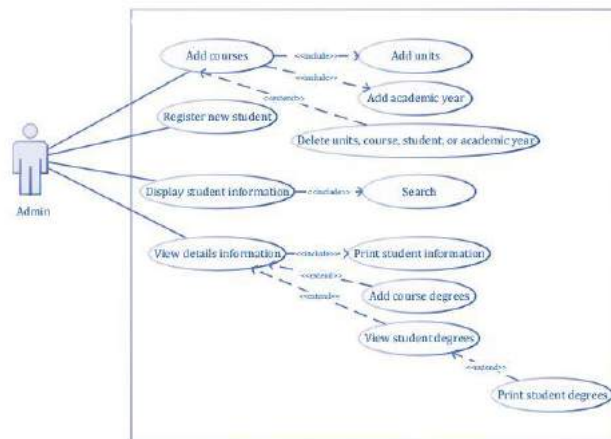 Add courses
<<include>>
Add units
<<include>>
Add academic year
<<extend>>
Register new student
Delete units, course, student, or academic year
Admin
Display student information
<<include>>
Search
View details information
<<include>>
Print student information
<<extend>>
Add course degrees
<<extend>>
View student degrees
<<extend>>
Print student degrees